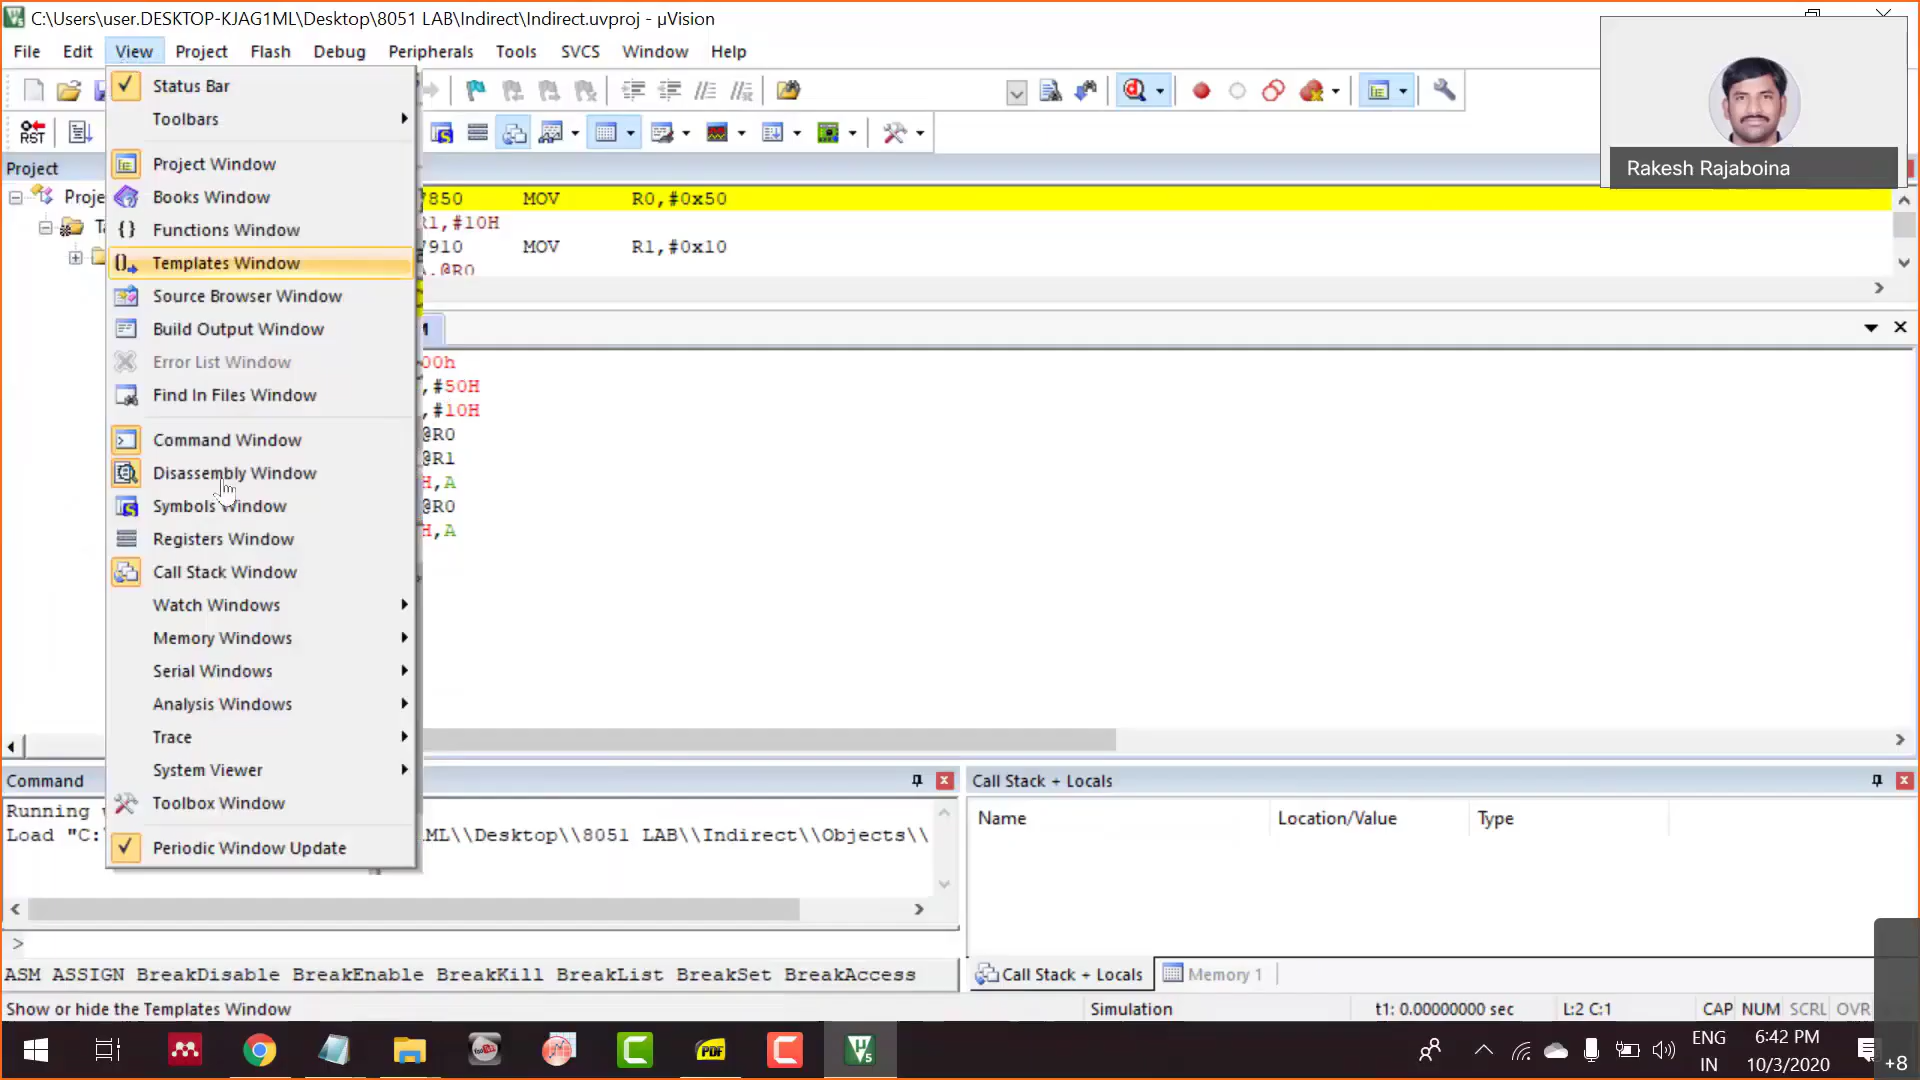 C:\Users\user.DESKTOP-KJAG1ML\Desktop\8051 LAB\Indirect\Indirect.uvproj - µVision
File Edit View Project Flash Debug Peripherals Tools SVCS Window Help
Rakesh Rajaboina
RST
Project
Status Bar
Toolbars
Project Window
Books Window
Functions Window
Templates Window
Source Browser Window
Build Output Window
Error List Window
Find In Files Window
Command Window
Disassembly Window
Symbols Window
Registers Window
Call Stack Window
Watch Windows
Memory Windows
Serial Windows
Analysis Windows
Trace
System Viewer
Toolbox Window
Periodic Window Update
850 MOV R0,#0x50
R1,#10H
910 MOV R1,#0x10
@R0
00h
,#50H
,#10H
@R0
@R1
H,A
@R0
H,A
Command
Running
Load "C:
ML\\Desktop\\8051 LAB\\Indirect\\Objects\\
>
ASM ASSIGN BreakDisable BreakEnable BreakKill BreakList BreakSet BreakAccess
Call Stack + Locals
Name Location/Value Type
Call Stack + Locals Memory 1
Show or hide the Templates Window
Simulation t1: 0.00000000 sec L:2 C:1 CAP NUM SCRL OVR
PDF
ENG
IN
6:42 PM
10/3/2020
+8